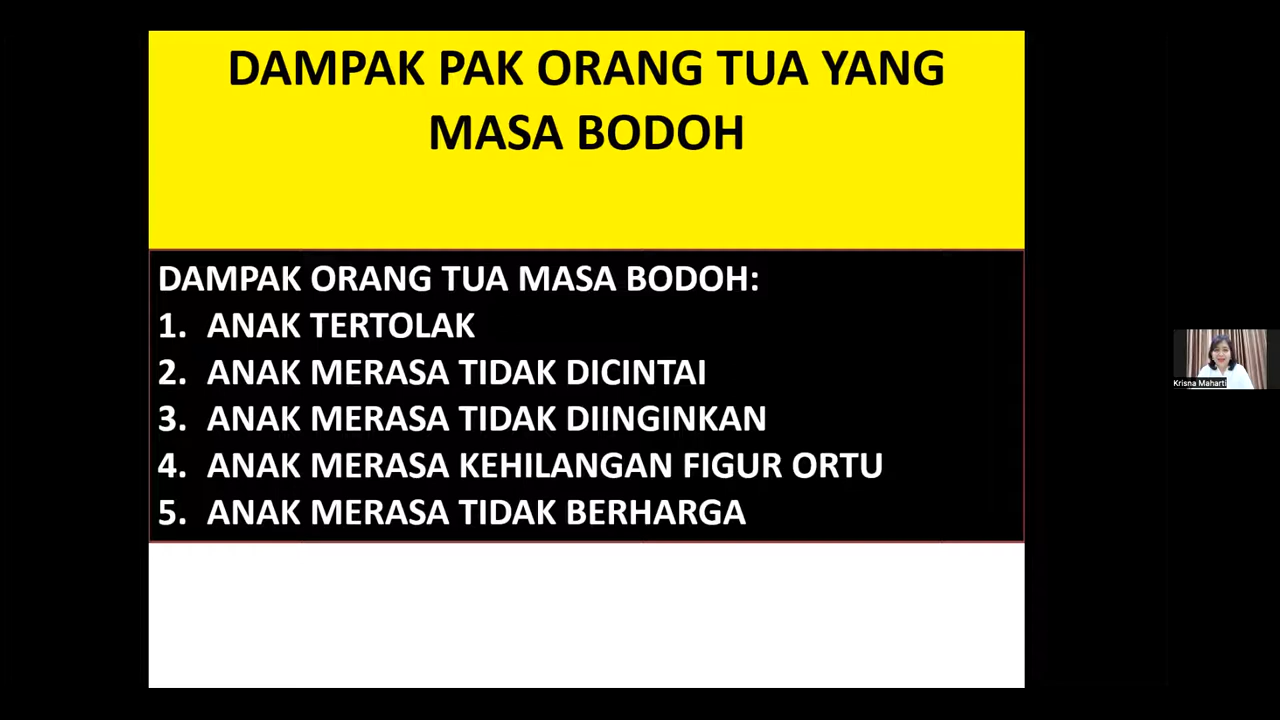 DAMPAK PAK ORANG TUA YANG
MASA BODOH
DAMPAK ORANG TUA MASA BODOH:
1. ANAK TERTOLAK
2. ANAK MERASA TIDAK DICINTAI
3. ANAK MERASA TIDAK DIINGINKAN
4. ANAK MERASA KEHILANGAN FIGUR ORTU
5. ANAK MERASA TIDAK BERHARGA
Krisna Maharti